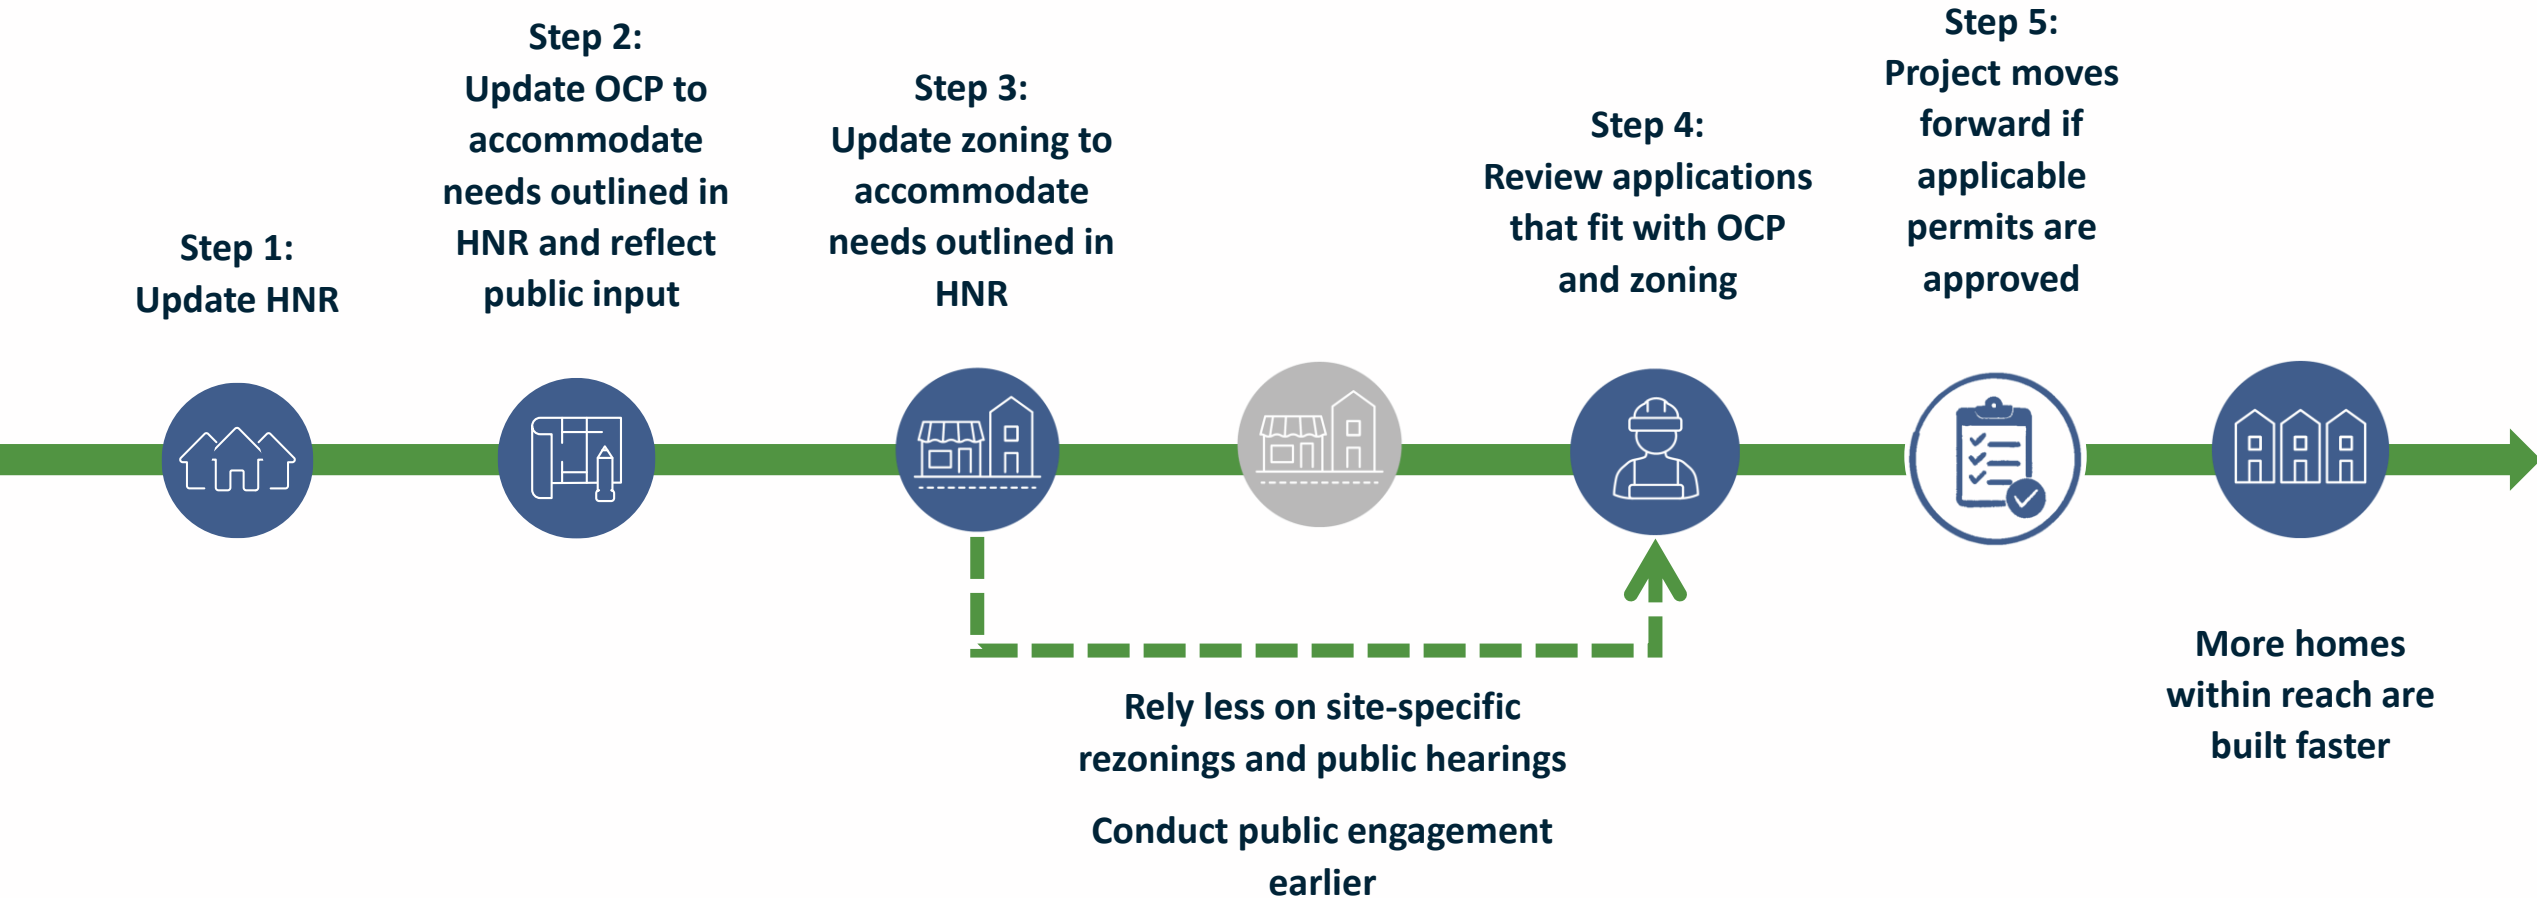 Step 1:
Update HNR
Step 2:
Update OCP to
accommodate
needs outlined in
HNR and reflect
public input
Step 3:
Update zoning to
accommodate
needs outlined in
HNR
Step 4:
Review applications
that fit with OCP
and zoning
Step 5:
Project moves
forward if
applicable
permits are
approved
Rely less on site-specific
rezonings and public hearings
Conduct public engagement
earlier
More homes
within reach are
built faster